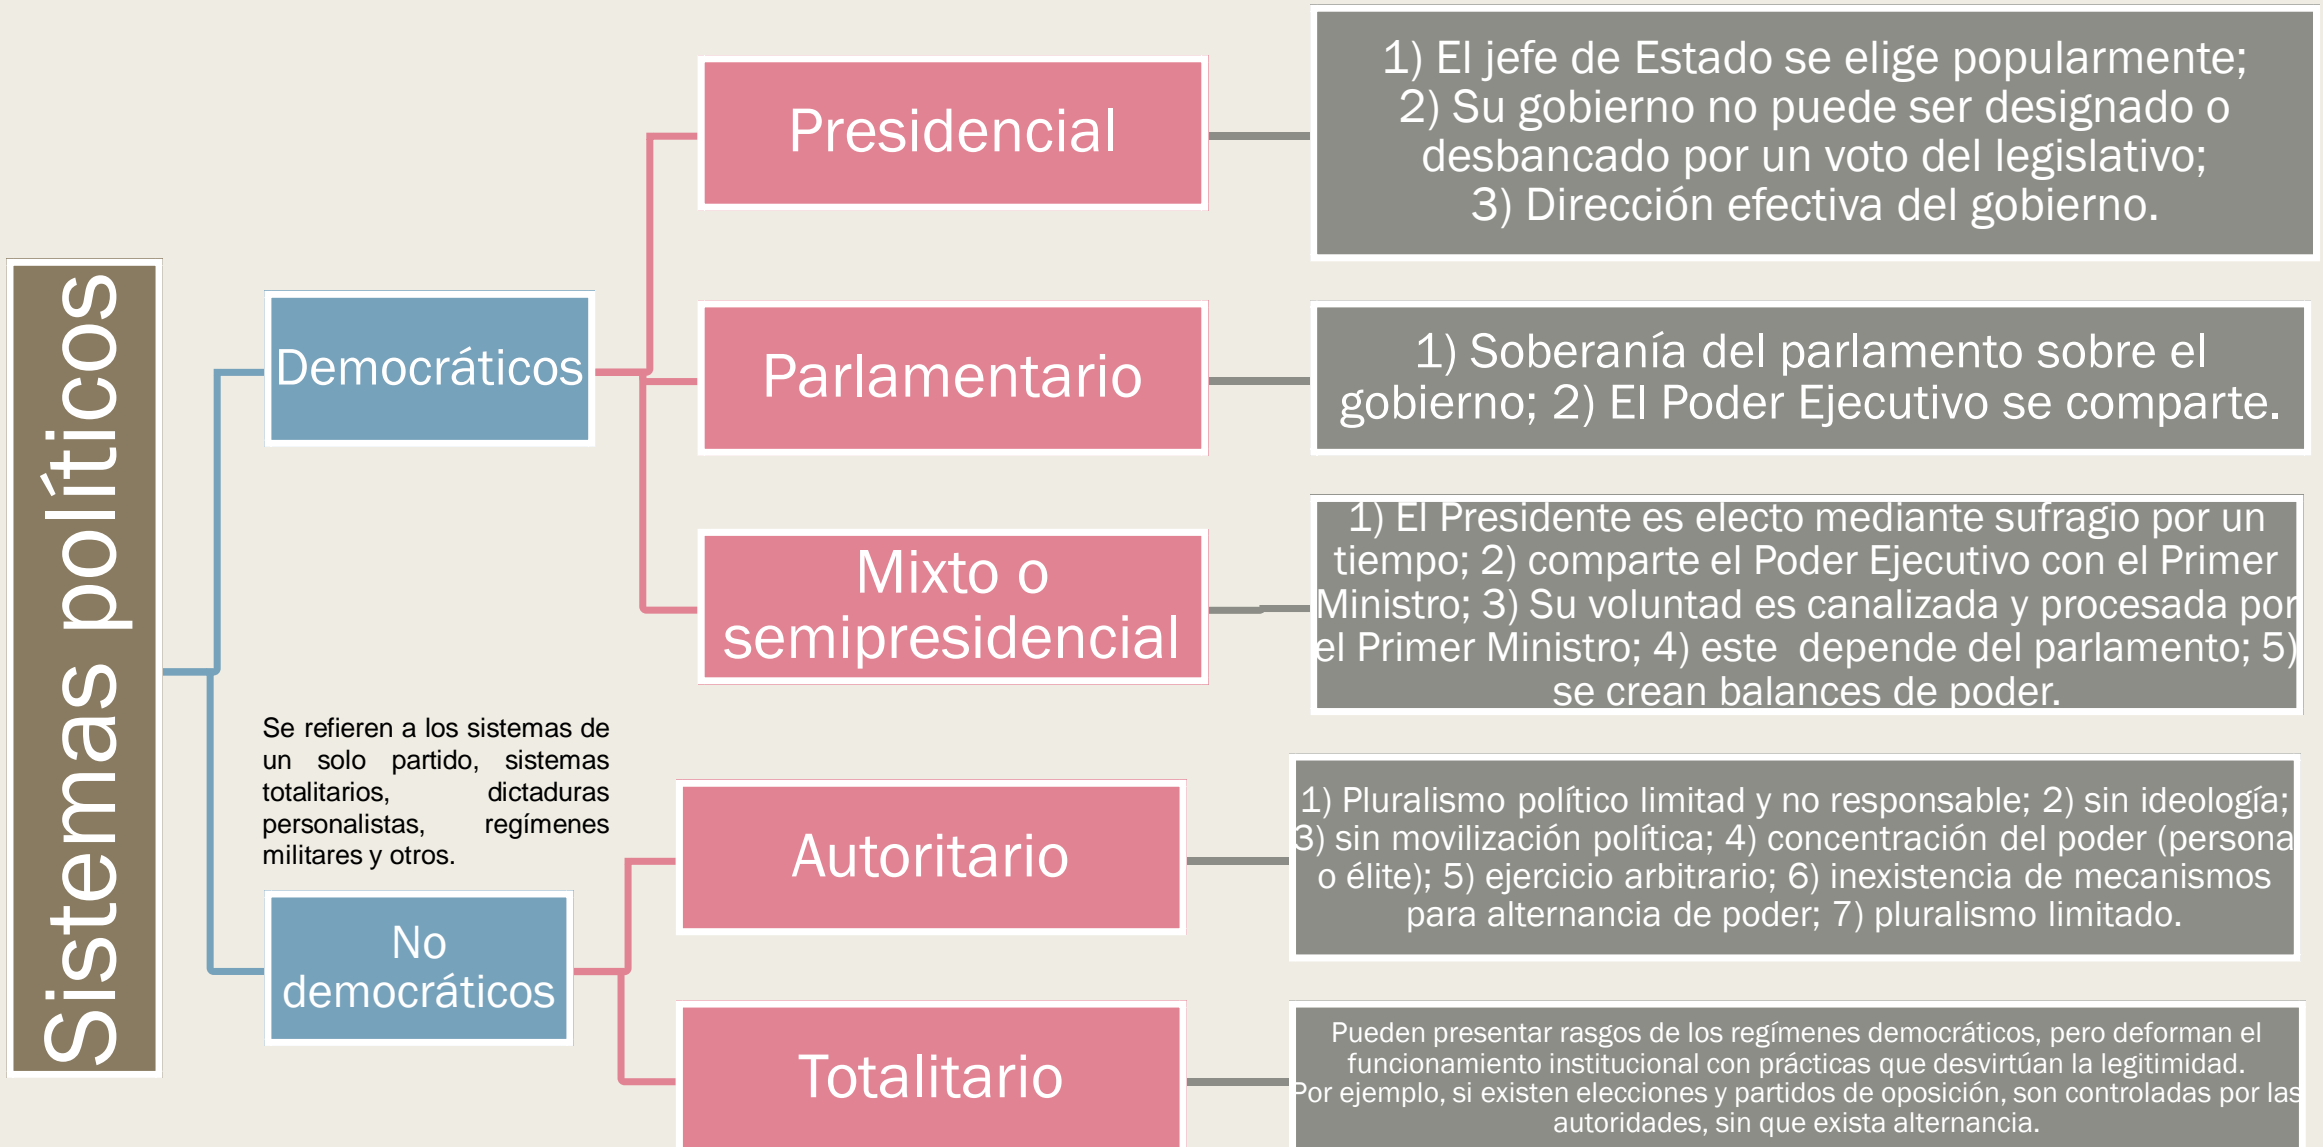 Sistemas políticos
Democráticos
Presidencial
1) El jefe de Estado se elige popularmente;
2) Su gobierno no puede ser designado o
desbancado por un voto del legislativo;
3) Dirección efectiva del gobierno.
Parlamentario
1) Soberanía del parlamento sobre el
gobierno; 2) El Poder Ejecutivo se comparte.
Mixto o
semipresidencial
1) El Presidente es electo mediante sufragio por un
tiempo; 2) comparte el Poder Ejecutivo con el Primer
Ministro; 3) Su voluntad es canalizada y procesada por
el Primer Ministro; 4) este depende del parlamento; 5)
se crean balances de poder.
Se refieren a los sistemas de
un solo partido, sistemas
totalitarios, dictaduras
personalistas, regímenes
militares y otros.
No
democráticos
Autoritario
1) Pluralismo político limitad y no responsable; 2) sin ideología;
3) sin movilización política; 4) concentración del poder (persona
o élite); 5) ejercicio arbitrario; 6) inexistencia de mecanismos
para alternancia de poder; 7) pluralismo limitado.
Totalitario
Pueden presentar rasgos de los regímenes democráticos, pero deforman el
funcionamiento institucional con prácticas que desvirtúan la legitimidad.
Por ejemplo, si existen elecciones y partidos de oposición, son controladas por las
autoridades, sin que exista alternancia.